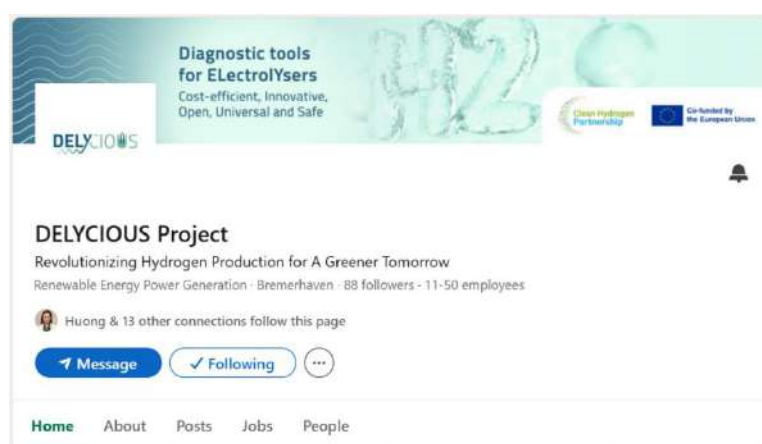 Diagnostic tools
for ELectrolYsers
Cost-efficient, Innovative,
Open, Universal and Safe
H2
Clean Hydrogen
Partnership
Co-funded by
the European Union
DELYCIOUS
DELYCIOUS Project
Revolutionizing Hydrogen Production for A Greener Tomorrow
Renewable Energy Power Generation · Bremerhaven · 88 followers · 11-50 employees
Huong & 13 other connections follow this page
Message
Following
Home About Posts Jobs People